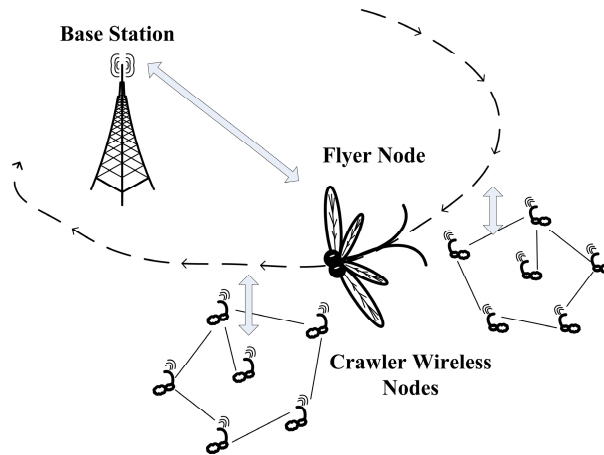 Base Station
Flyer Node
Crawler Wireless
Nodes